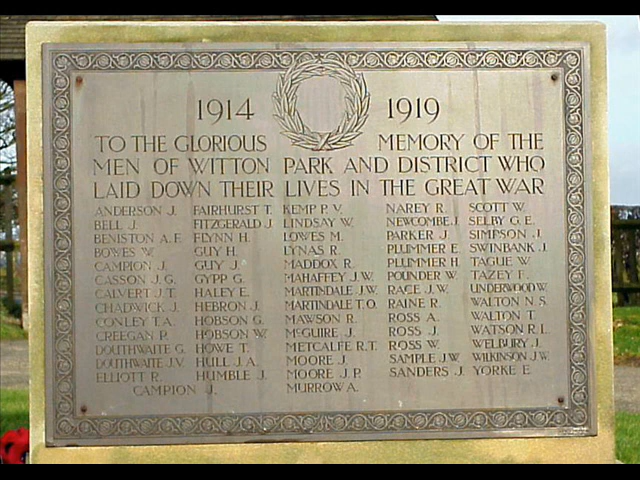 1914 1919
TO THE GLORIOUS MEMORY OF THE
MEN OF WITTON PARK AND DISTRICT WHO
LAID DOWN THEIR LIVES IN THE GREAT WAR
ANDERSON J. FAIRHURST T. KEMP P. V. NAREY R. SCOTT W.
BELL J. FITZGERALD J. LINDSAY W. NEWCOMBE J. SELBY G. E.
BENISTON A. F. FLYNN H. LOWES M. PARKER J. SIMPSON J.
BOWES W. GUY H. LYNAS R. PLUMMER E. SWINBANK J.
CAMPION J. GUY J. MADDOX R. PLUMMER H. TAGUE W.
CASSON J. G. GYPP G. MAHAFFEY J. W. POUNDER W. TAZEY F.
CALVERT J. T. HALEY E. MARTINDALE J. W. RACE J. W. UNDERWOOD W.
CHADWICK J. HEBRON J. MARTINDALE T. O. RAINE R. WALTON N. S.
CONLEY T. A. HOBSON G. MAWSON R. ROSS A. WALTON T.
CREEGAN P. HOBSON W. McGUIRE J. ROSS J. WATSON R. L.
DOUTHWAITE G. HOWE T. METCALFE R. T. ROSS W. WELBURY J.
DOUTHWAITE J. V. HULL J. A. MOORE J. SAMPLE J. W. WILKINSON J. W.
ELLIOTT R. HUMBLE J. MOORE J. P. SANDERS J. YORKE E.
CAMPION J. MURROW A.